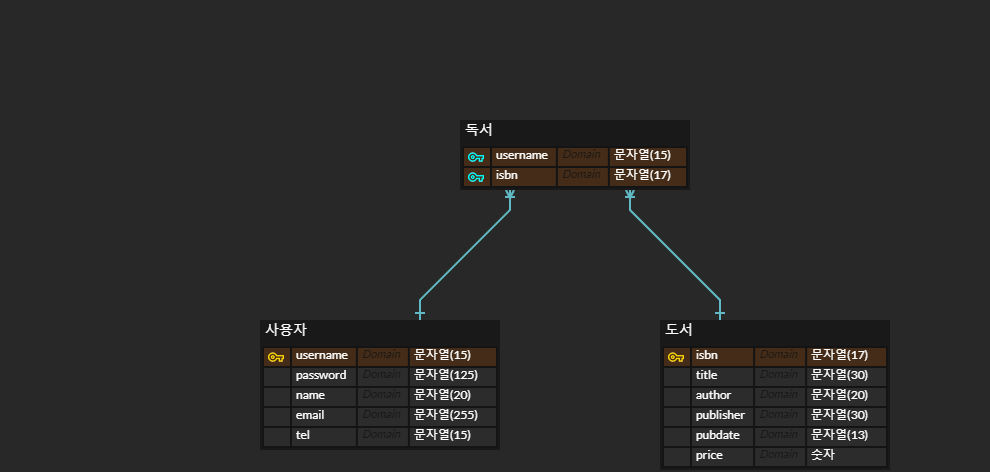 독서
username Domain 문자열(15)
isbn Domain 문자열(17)
사용자
username Domain 문자열(15)
password Domain 문자열(125)
name Domain 문자열(20)
email Domain 문자열(255)
tel Domain 문자열(15)
도서
isbn Domain 문자열(17)
title Domain 문자열(30)
author Domain 문자열(20)
publisher Domain 문자열(30)
pubdate Domain 문자열(13)
price Domain 숫자